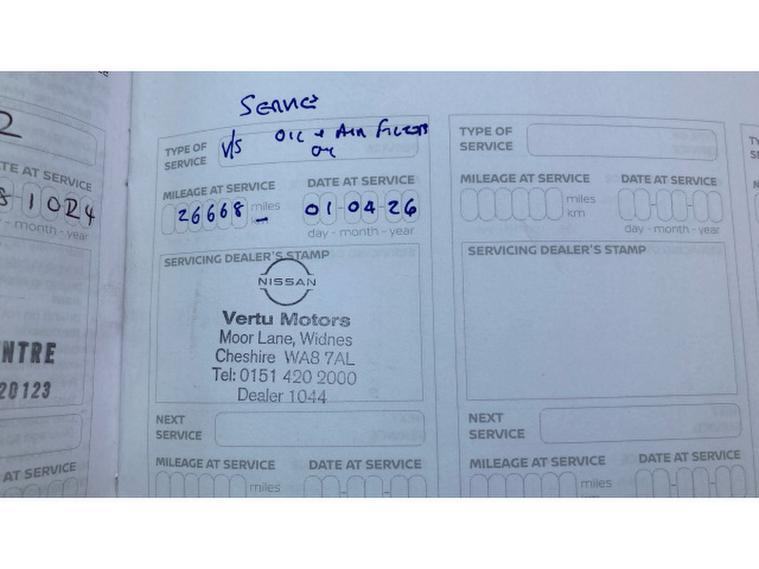 2
TE AT SERVICE
1024
- month - year
NTRE
20123
AT SERVICE
Service
TYPE OF SERVICE V/S OIL + AIR FILTERS
OK
MILEAGE AT SERVICE DATE AT SERVICE
26668 miles km 01-04-26
day - month - year
SERVICING DEALER'S STAMP
NISSAN
Vertu Motors
Moor Lane, Widnes
Cheshire WA8 7AL
Tel: 0151 420 2000
Dealer 1044
NEXT
SERVICE
MILEAGE AT SERVICE DATE AT SERVICE
miles
TYPE OF
SERVICE
MILEAGE AT SERVICE DATE AT SERVICE
miles
km
day - month - year
SERVICING DEALER'S STAMP
NEXT
SERVICE
MILEAGE AT SERVICE DATE AT SERVICE
miles